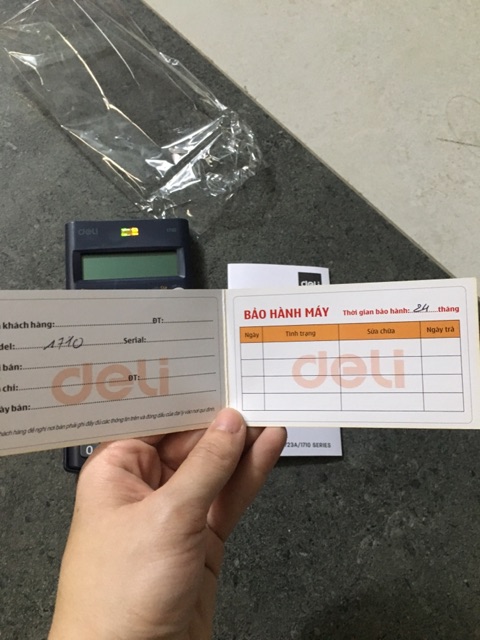 deli
deli
khách hàng: ĐT:
del: 1710 Serial:
bán:
chỉ: ĐT:
ày bán:
deli
BẢO HÀNH MÁY Thời gian bảo hành: 24 tháng
Ngày Tình trạng Sửa chữa Ngày trả
deli
1710 SERIES